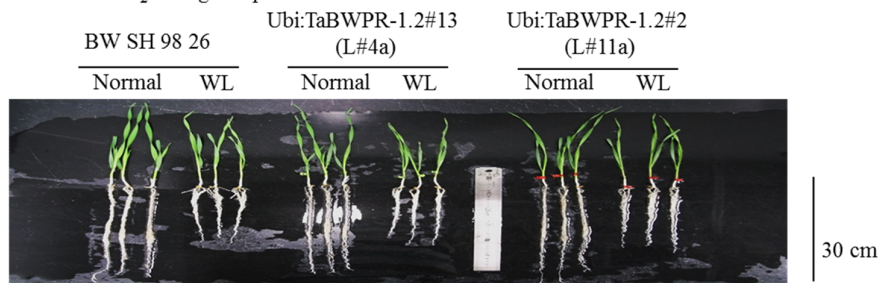 Ubi:TaBWPR-1.2#13
Ubi:TaBWPR-1.2#2
BW SH 98 26
(L#4a)
(L#11a)
Normal WL
Normal WL
Normal WL
30 cm